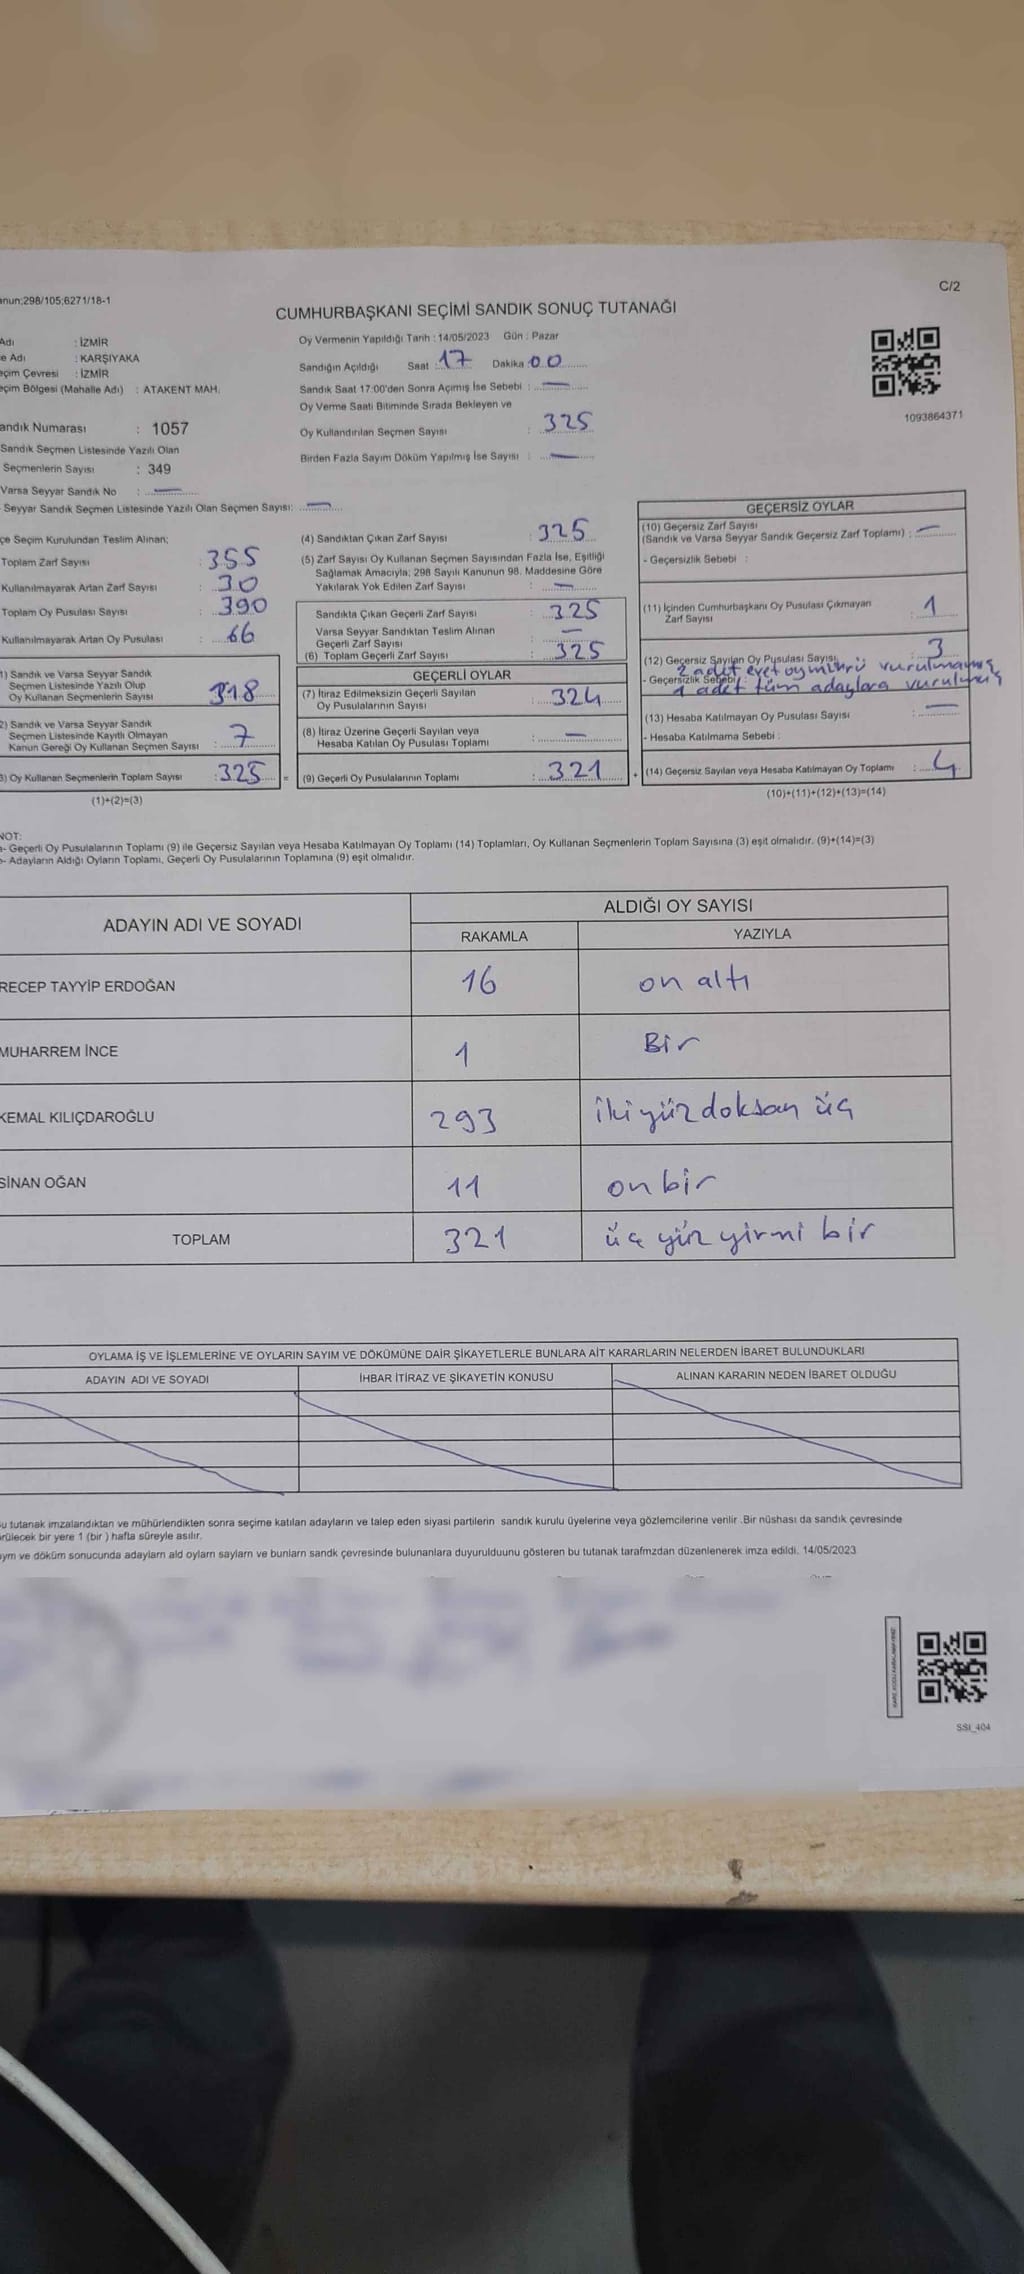 anun;298/105;6271/18-1
C/2
CUMHURBAŞKANI SEÇİMİ SANDIK SONUÇ TUTANAĞI
Adı : İZMİR
e Adı : KARŞIYAKA
eçim Çevresi : İZMİR
eçim Bölgesi (Mahalle Adı) : ATAKENT MAH.
andık Numarası : 1057
Sandık Seçmen Listesinde Yazılı Olan
Seçmenlerin Sayısı : 349
Varsa Seyyar Sandık No : —
Seyyar Sandık Seçmen Listesinde Yazılı Olan Seçmen Sayısı: —
Oy Vermenin Yapıldığı Tarih : 14/05/2023 Gün : Pazar
Sandığın Açıldığı Saat : 17 Dakika : 00
Sandık Saat 17:00'den Sonra Açımış İse Sebebi : —
Oy Verme Saati Bitiminde Sırada Bekleyen ve
Oy Kullandırılan Seçmen Sayısı : 325
Birden Fazla Sayım Döküm Yapılmış İse Sayısı : —
1093864371
çe Seçim Kurulundan Teslim Alınan;
Toplam Zarf Sayısı : 355
Kullanılmayarak Artan Zarf Sayısı : 30
Toplam Oy Pusulası Sayısı : 390
Kullanılmayarak Artan Oy Pusulası : 66
1) Sandık ve Varsa Seyyar Sandık
Seçmen Listesinde Yazılı Olup
Oy Kullanan Seçmenlerin Sayısı : 318
2) Sandık ve Varsa Seyyar Sandık
Seçmen Listesinde Kayıtlı Olmayan
Kanun Gereği Oy Kullanan Seçmen Sayısı : 7
3) Oy Kullanan Seçmenlerin Toplam Sayısı : 325 =
(1)+(2)=(3)
(4) Sandıktan Çıkan Zarf Sayısı : 325
(5) Zarf Sayısı Oy Kullanan Seçmen Sayısından Fazla İse, Eşitliği
Sağlamak Amacıyla; 298 Sayılı Kanunun 98. Maddesine Göre
Yakılarak Yok Edilen Zarf Sayısı : —
Sandıkta Çıkan Geçerli Zarf Sayısı : 325
Varsa Seyyar Sandıktan Teslim Alınan
Geçerli Zarf Sayısı : —
(6) Toplam Geçerli Zarf Sayısı : 325
GEÇERLİ OYLAR
(7) İtiraz Edilmeksizin Geçerli Sayılan
Oy Pusulalarının Sayısı : 324
(8) İtiraz Üzerine Geçerli Sayılan veya
Hesaba Katılan Oy Pusulası Toplamı : —
(9) Geçerli Oy Pusulalarının Toplamı : 321 +
GEÇERSİZ OYLAR
(10) Geçersiz Zarf Sayısı
(Sandık ve Varsa Seyyar Sandık Geçersiz Zarf Toplamı) : —
- Geçersizlik Sebebi :
(11) İçinden Cumhurbaşkanı Oy Pusulası Çıkmayan
Zarf Sayısı : 1
(12) Geçersiz Sayılan Oy Pusulası Sayısı : 3
2 adet evet oy mührü vurulmamış
- Geçersizlik Sebebi : 1 adet tüm adaylara vurulmuş
(13) Hesaba Katılmayan Oy Pusulası Sayısı : —
- Hesaba Katılmama Sebebi :
(14) Geçersiz Sayılan veya Hesaba Katılmayan Oy Toplamı : 4
(10)+(11)+(12)+(13)=(14)
NOT:
a- Geçerli Oy Pusulalarının Toplamı (9) ile Geçersiz Sayılan veya Hesaba Katılmayan Oy Toplamı (14) Toplamları, Oy Kullanan Seçmenlerin Toplam Sayısına (3) eşit olmalıdır. (9)+(14)=(3)
- Adayların Aldığı Oyların Toplamı, Geçerli Oy Pusulalarının Toplamına (9) eşit olmalıdır.
ADAYIN ADI VE SOYADI
ALDIĞI OY SAYISI
RAKAMLA YAZIYLA
RECEP TAYYİP ERDOĞAN 16 on altı
MUHARREM İNCE 1 Bir
KEMAL KILIÇDAROĞLU 293 iki yüz doksan üç
SİNAN OĞAN 11 on bir
TOPLAM 321 üç yüz yirmi bir
OYLAMA İŞ VE İŞLEMLERİNE VE OYLARIN SAYIM VE DÖKÜMÜNE DAİR ŞİKAYETLERLE BUNLARA AİT KARARLARIN NELERDEN İBARET BULUNDUKLARI
ADAYIN ADI VE SOYADI İHBAR İTİRAZ VE ŞİKAYETİN KONUSU ALINAN KARARIN NEDEN İBARET OLDUĞU
u tutanak imzalandıktan ve mühürlendikten sonra seçime katılan adayların ve talep eden siyasi partilerin sandık kurulu üyelerine veya gözlemcilerine verilir .Bir nüshası da sandık çevresinde
rülecek bir yere 1 (bir ) hafta süreyle asılır.
ym ve döküm sonucunda adaylarn ald oylarn saylarn ve bunlarn sandk çevresinde bulunanlara duyurulduunu gösteren bu tutanak tarafmzdan düzenlenerek imza edildi. 14/05/2023
SSI_404